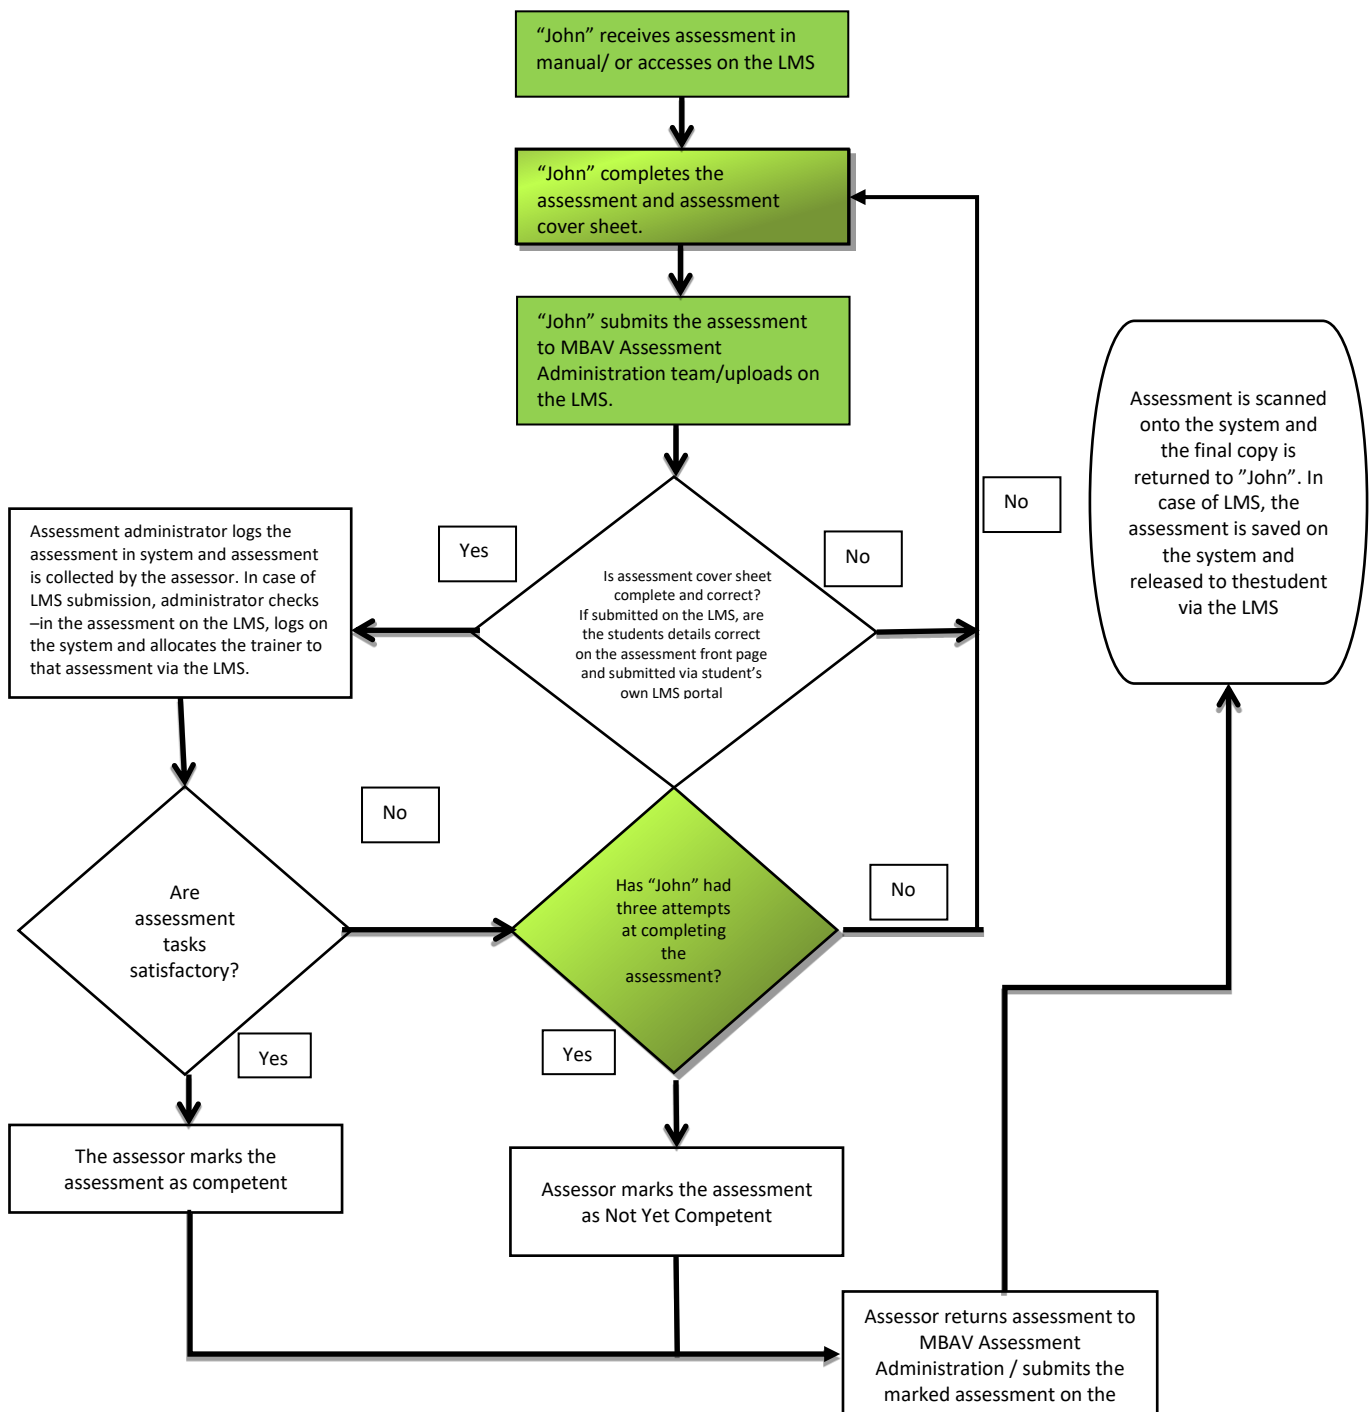 “John” receives assessment in
manual/ or accesses on the LMS
“John” completes the
assessment and assessment
cover sheet.
“John” submits the assessment
to MBAV Assessment
Administration team/uploads on
the LMS.
Assessment is scanned
onto the system and
the final copy is
returned to ”John”. In
case of LMS, the
assessment is saved on
the system and
released to thestudent
via the LMS
No
Assessment administrator logs the
assessment in system and assessment
is collected by the assessor. In case of
LMS submission, administrator checks
–in the assessment on the LMS, logs on
the system and allocates the trainer to
that assessment via the LMS.
Yes
No
Is assessment cover sheet
complete and correct?
If submitted on the LMS, are
the students details correct
on the assessment front page
and submitted via student’s
own LMS portal
No
Are
assessment
tasks
satisfactory?
Has “John” had
three attempts
at completing
the
assessment?
No
Yes
Yes
The assessor marks the
assessment as competent
Assessor marks the assessment
as Not Yet Competent
Assessor returns assessment to
MBAV Assessment
Administration / submits the
marked assessment on the